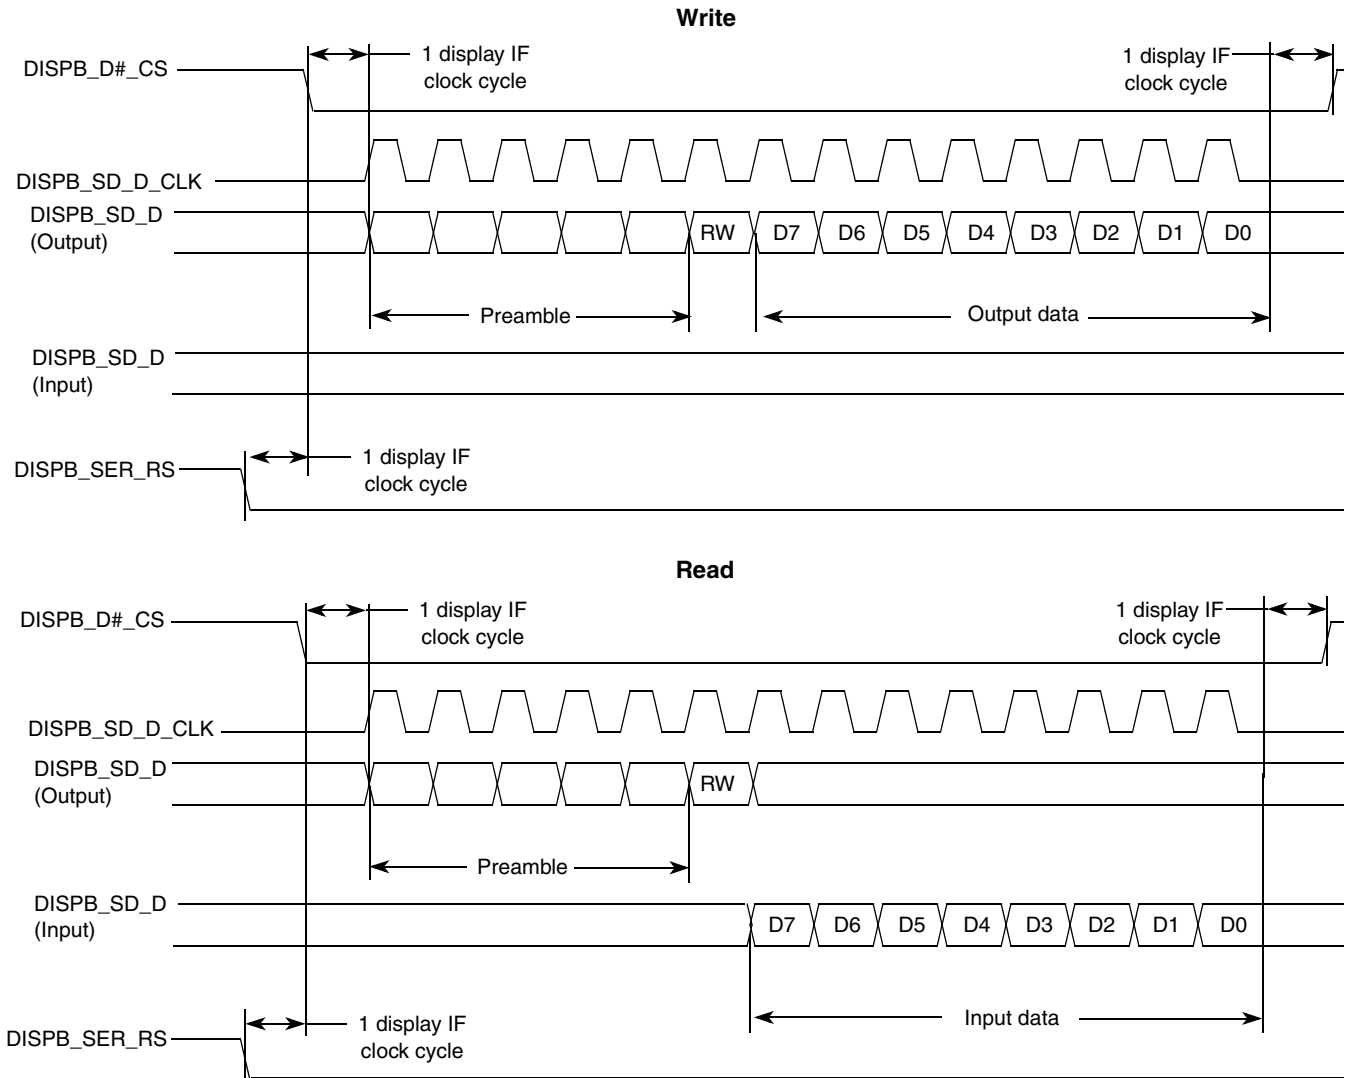 Write
1 display IF
clock cycle
1 display IF
clock cycle
DISPB_D#_CS
DISPB_SD_D_CLK
DISPB_SD_D
(Output)
RW D7 D6 D5 D4 D3 D2 D1 D0
Preamble
Output data
DISPB_SD_D
(Input)
DISPB_SER_RS
1 display IF
clock cycle
Read
1 display IF
clock cycle
1 display IF
clock cycle
DISPB_D#_CS
DISPB_SD_D_CLK
DISPB_SD_D
(Output)
RW
Preamble
DISPB_SD_D
(Input)
D7 D6 D5 D4 D3 D2 D1 D0
Input data
DISPB_SER_RS
1 display IF
clock cycle